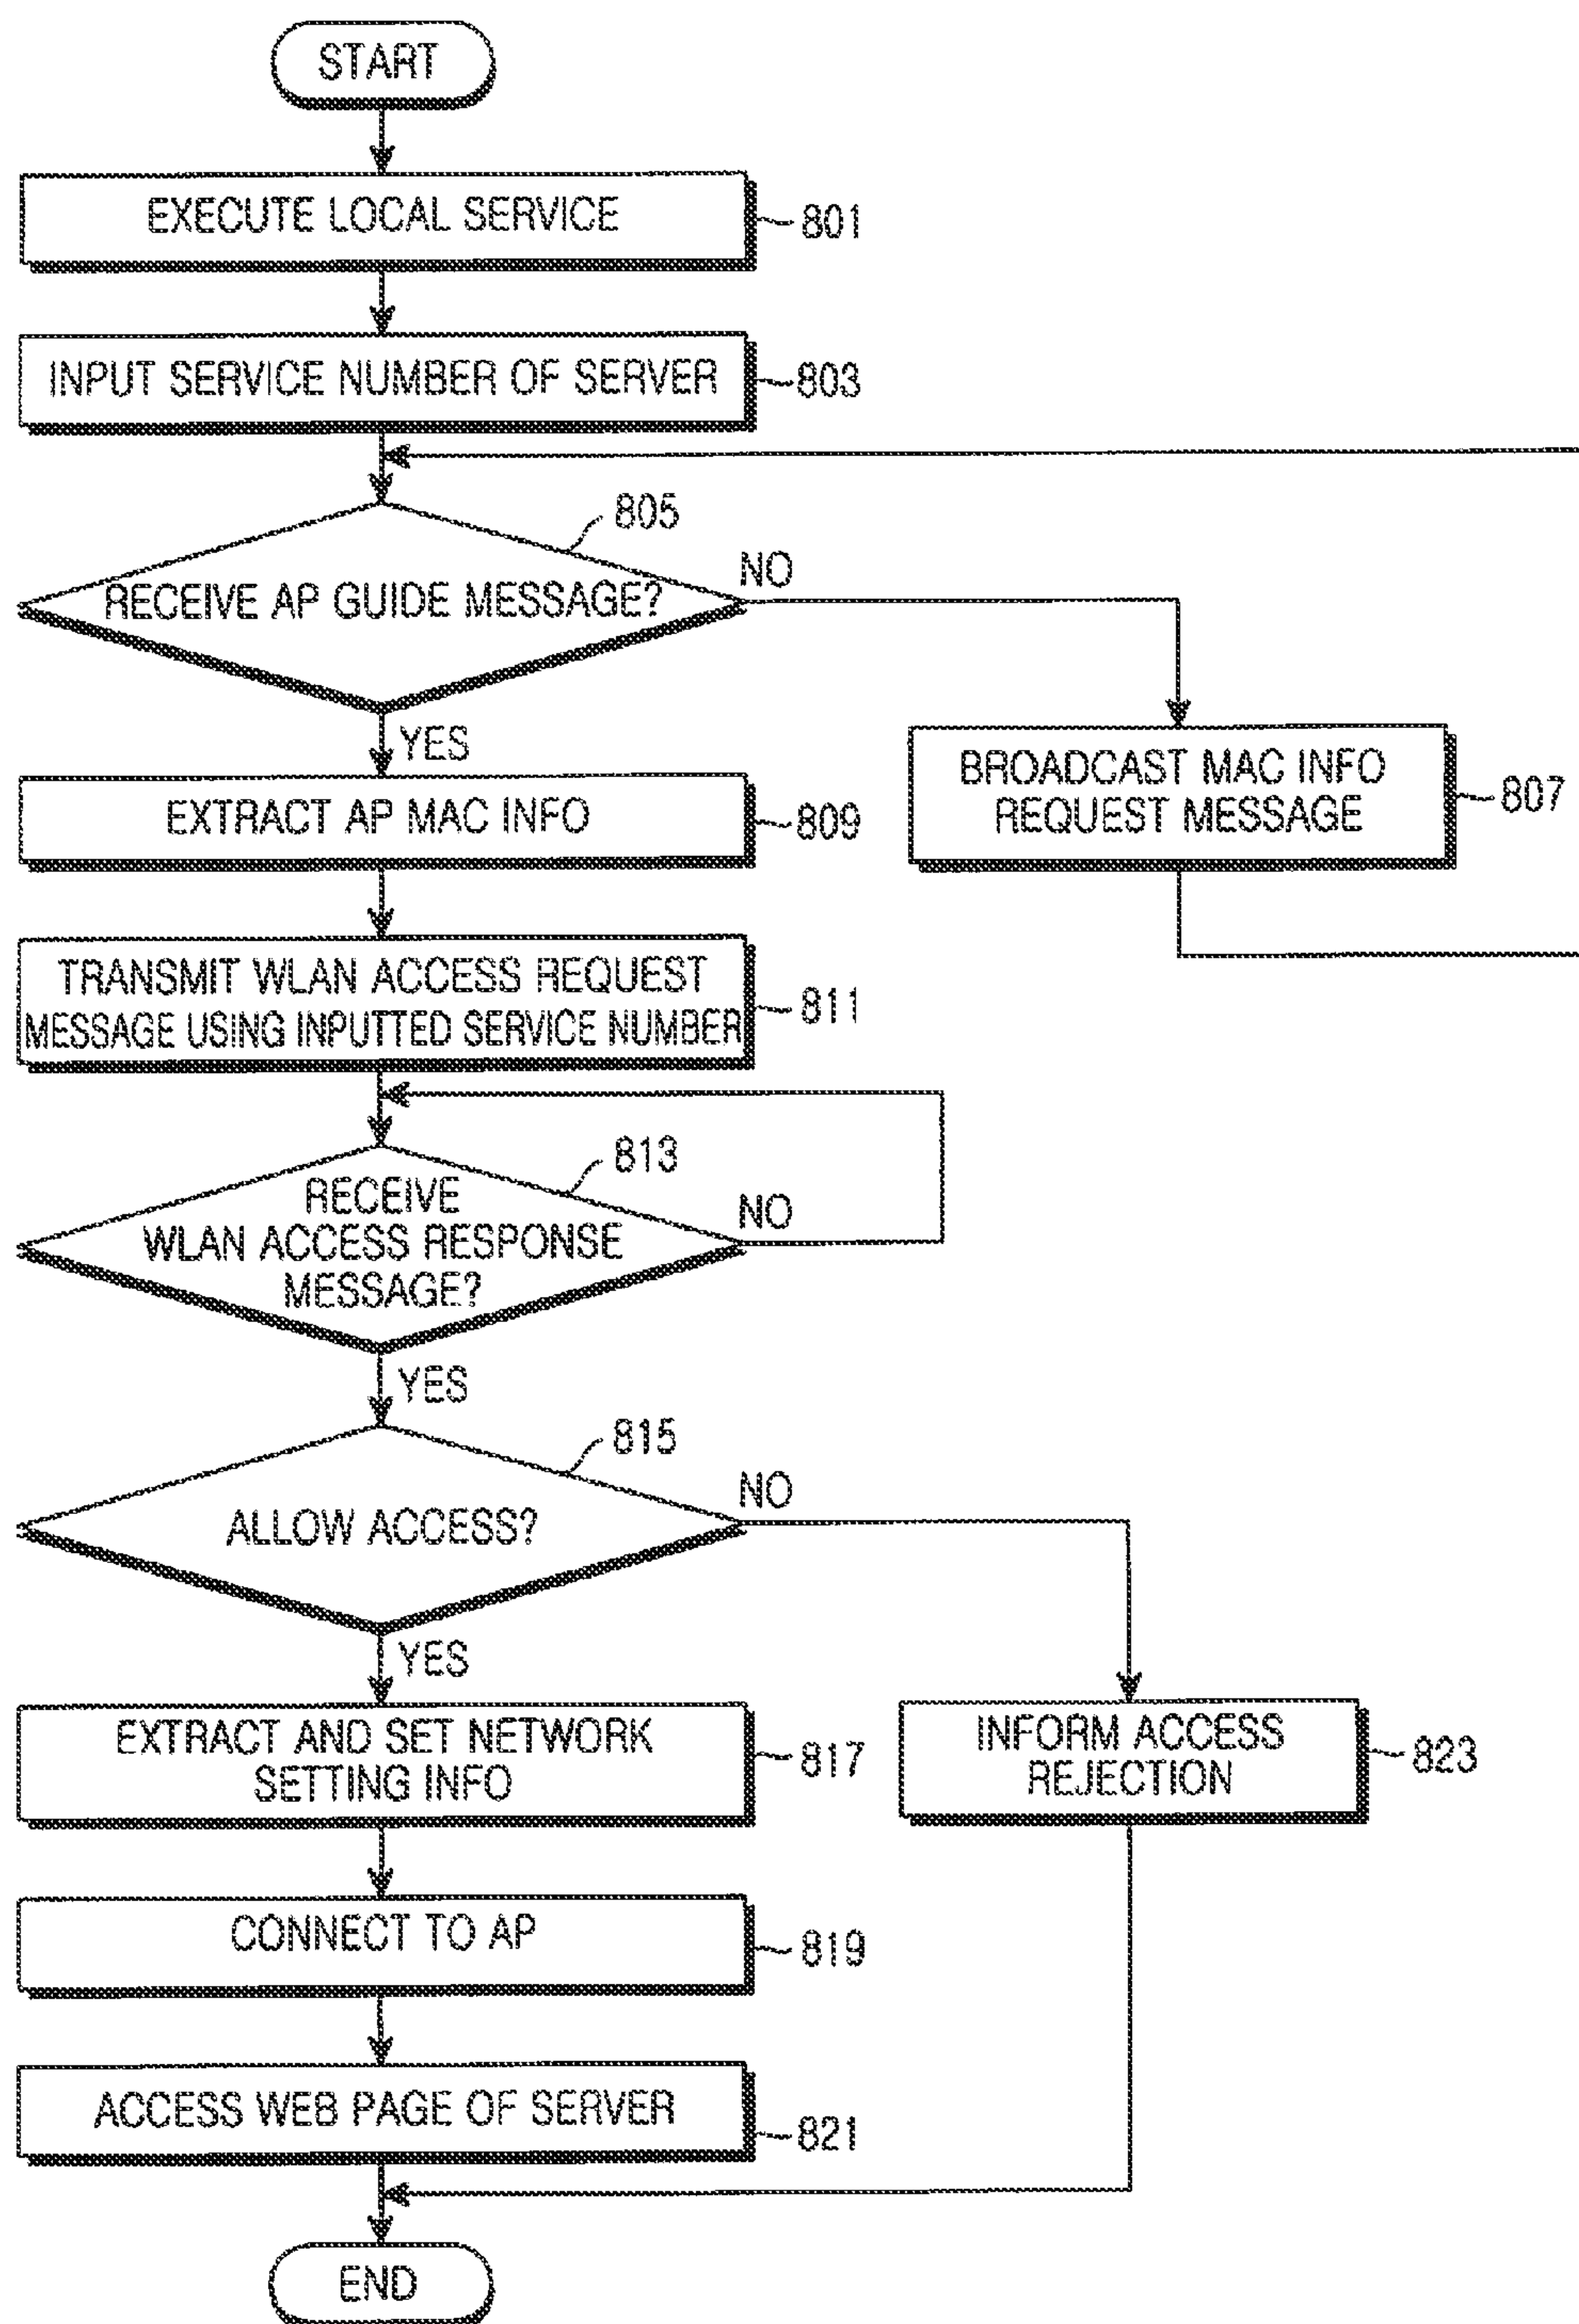 START
EXECUTE LOCAL SERVICE
801
INPUT SERVICE NUMBER OF SERVER
803
805
RECEIVE AP GUIDE MESSAGE?
NO
YES
BROADCAST MAC INFO
REQUEST MESSAGE
807
EXTRACT AP MAC INFO
809
TRANSMIT WLAN ACCESS REQUEST
MESSAGE USING INPUTTED SERVICE NUMBER
811
813
RECEIVE
WLAN ACCESS RESPONSE
MESSAGE?
NO
YES
815
ALLOW ACCESS?
NO
YES
EXTRACT AND SET NETWORK
SETTING INFO
817
INFORM ACCESS
REJECTION
823
CONNECT TO AP
819
ACCESS WEB PAGE OF SERVER
821
END